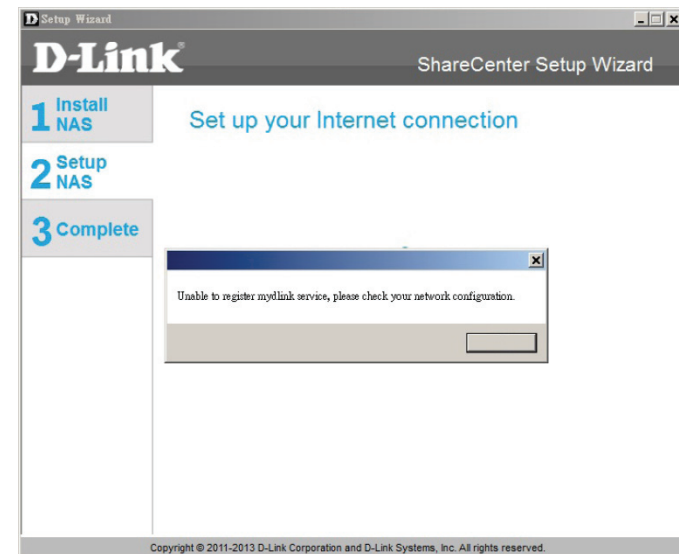 Setup Wizard
D-Link®
ShareCenter Setup Wizard
1 Install NAS
Set up your Internet connection
2 Setup NAS
3 Complete
Unable to register mydlink service, please check your network configuration.
Copyright © 2011-2013 D-Link Corporation and D-Link Systems, Inc. All rights reserved.